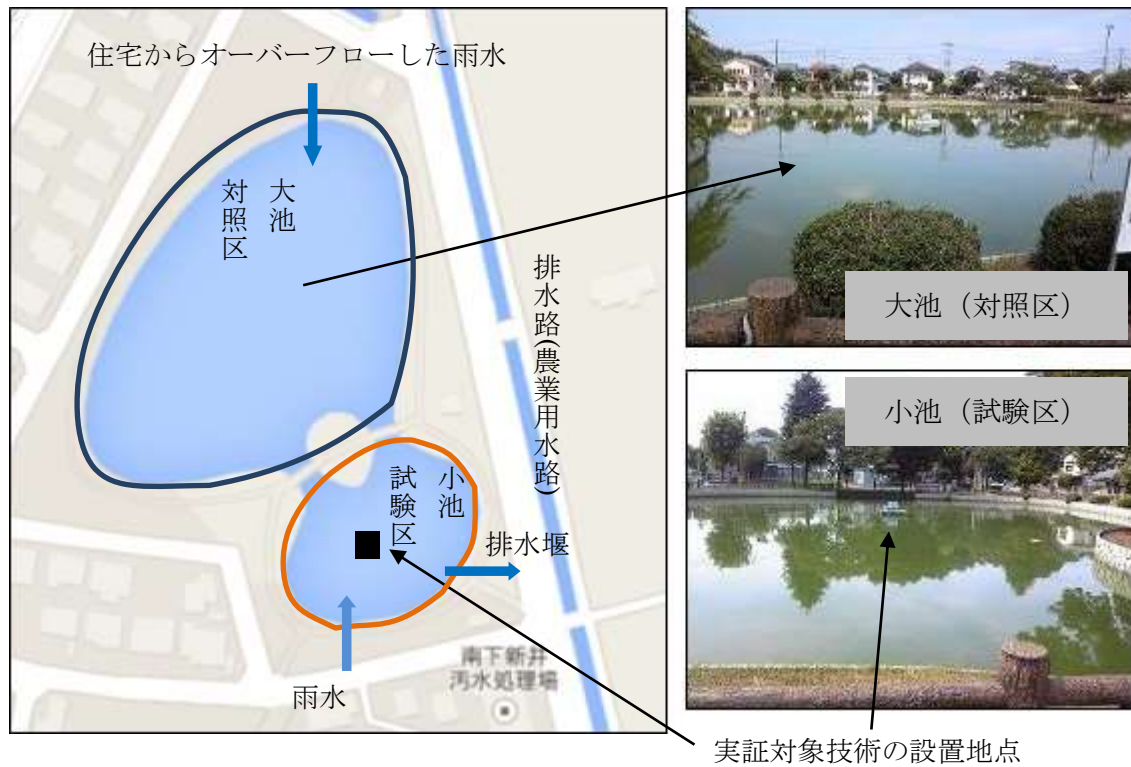 住宅からオーバーフローした雨水
大池
対照区
排水路(農業用水路)
小池
試験区
排水堰
雨水
南下新井
汚水処理場
大池（対照区）
小池（試験区）
実証対象技術の設置地点